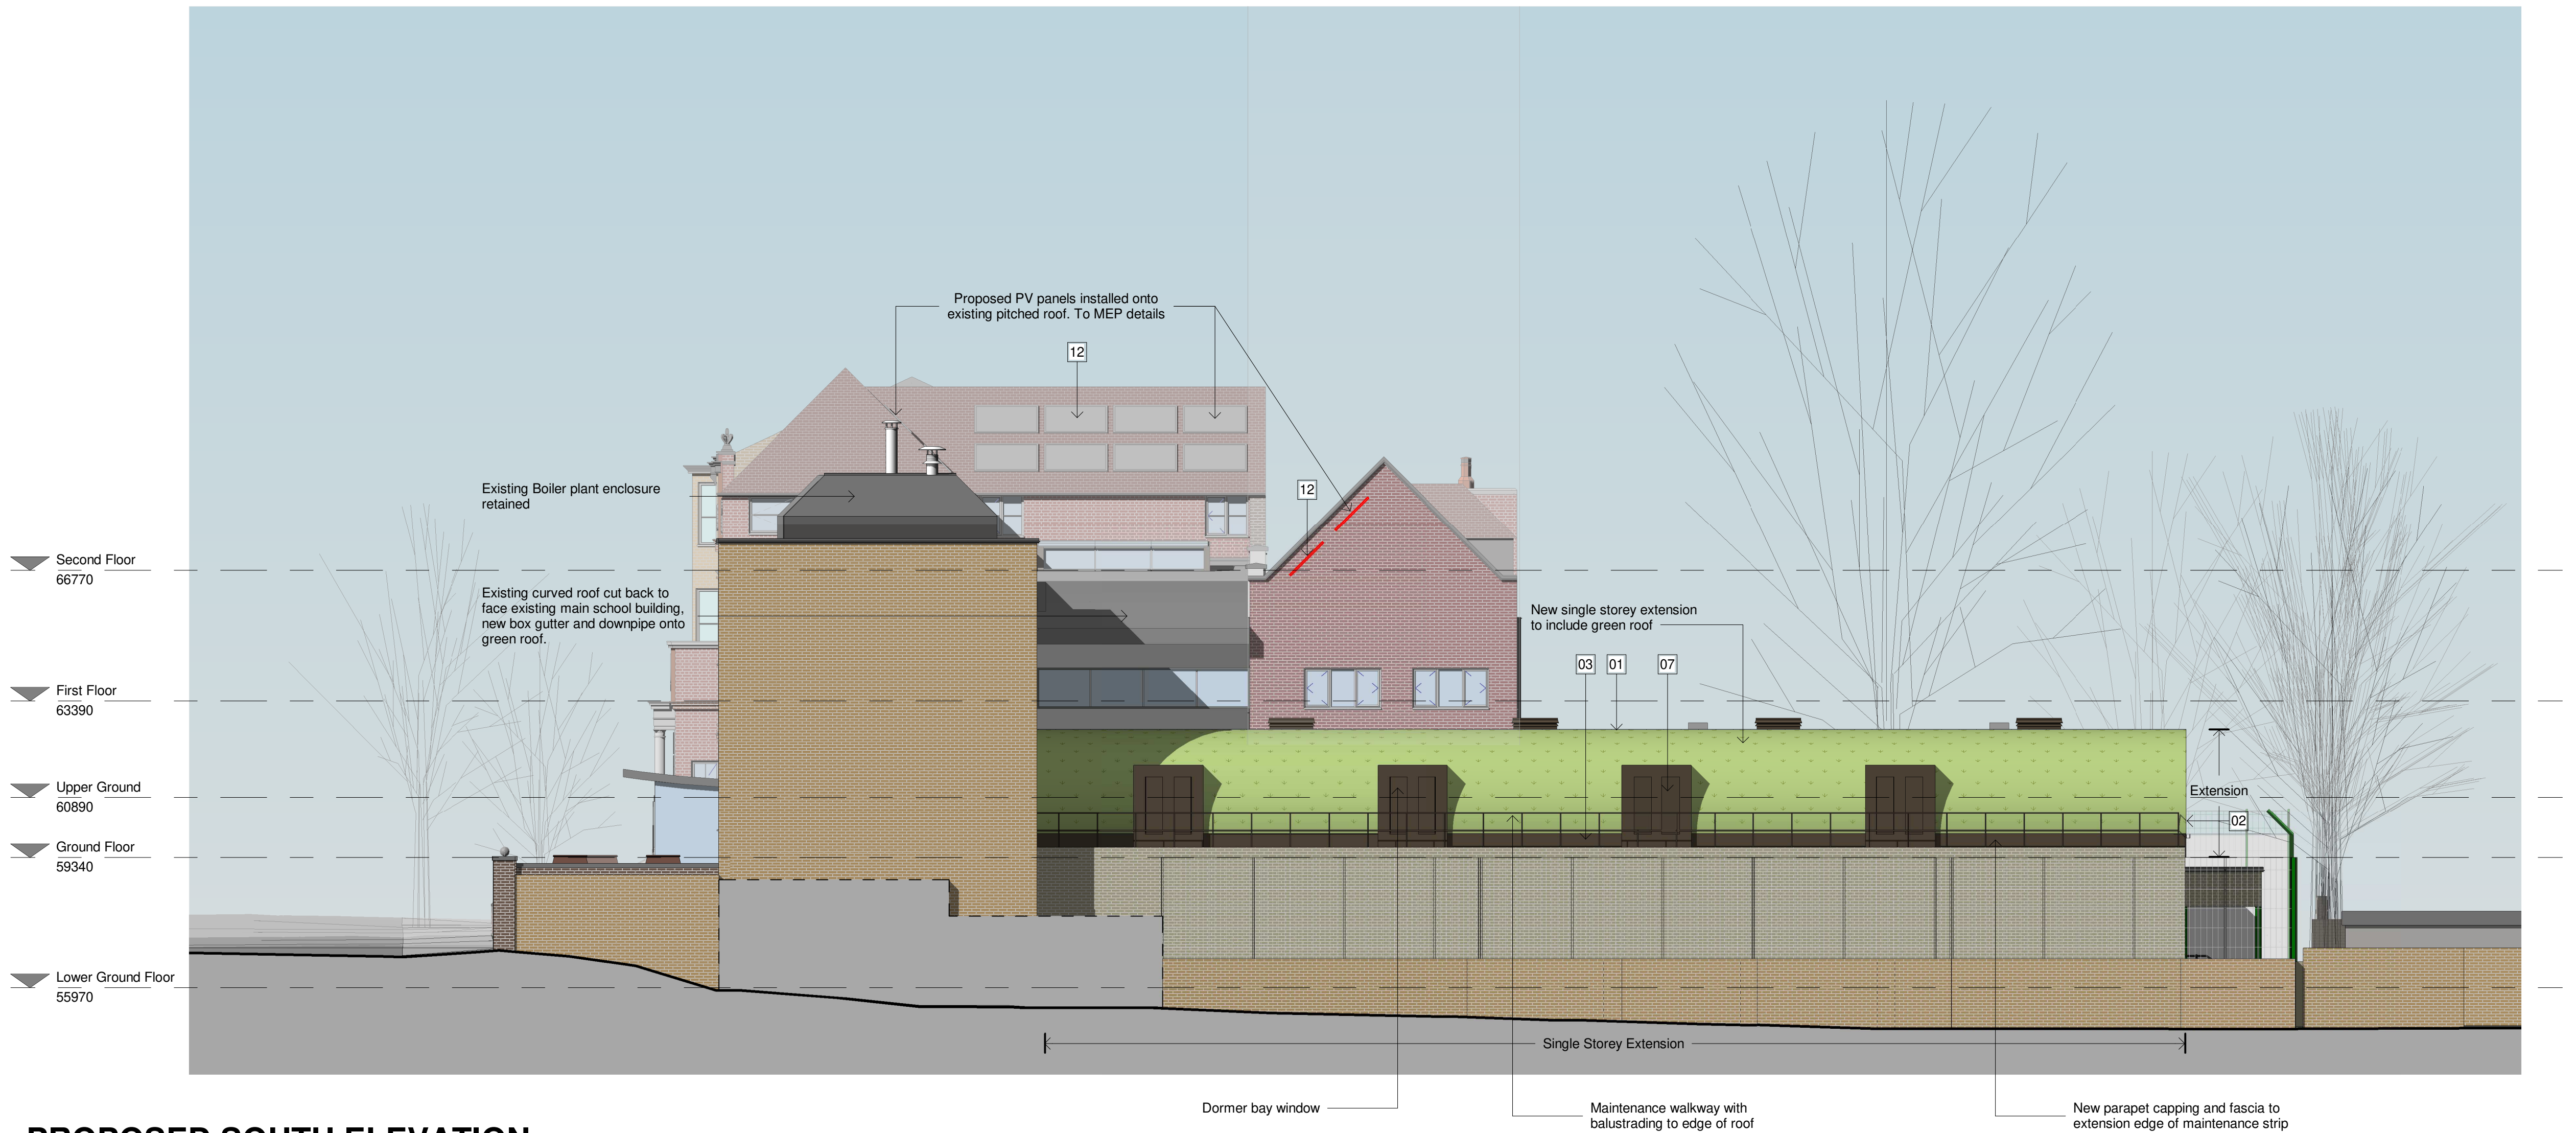 Proposed PV panels installed onto
existing pitched roof. To MEP details
12
Existing Boiler plant enclosure
retained
12
Second Floor
66770
Existing curved roof cut back to
face existing main school building,
new box gutter and downpipe onto
green roof.
New single storey extension
to include green roof
03
01
07
First Floor
63390
Upper Ground
60890
Extension
02
Ground Floor
59340
Lower Ground Floor
55970
Single Storey Extension
Dormer bay window
Maintenance walkway with
balustrading to edge of roof
New parapet capping and fascia to
extension edge of maintenance strip
PROPOSED SOUTH ELEVATION